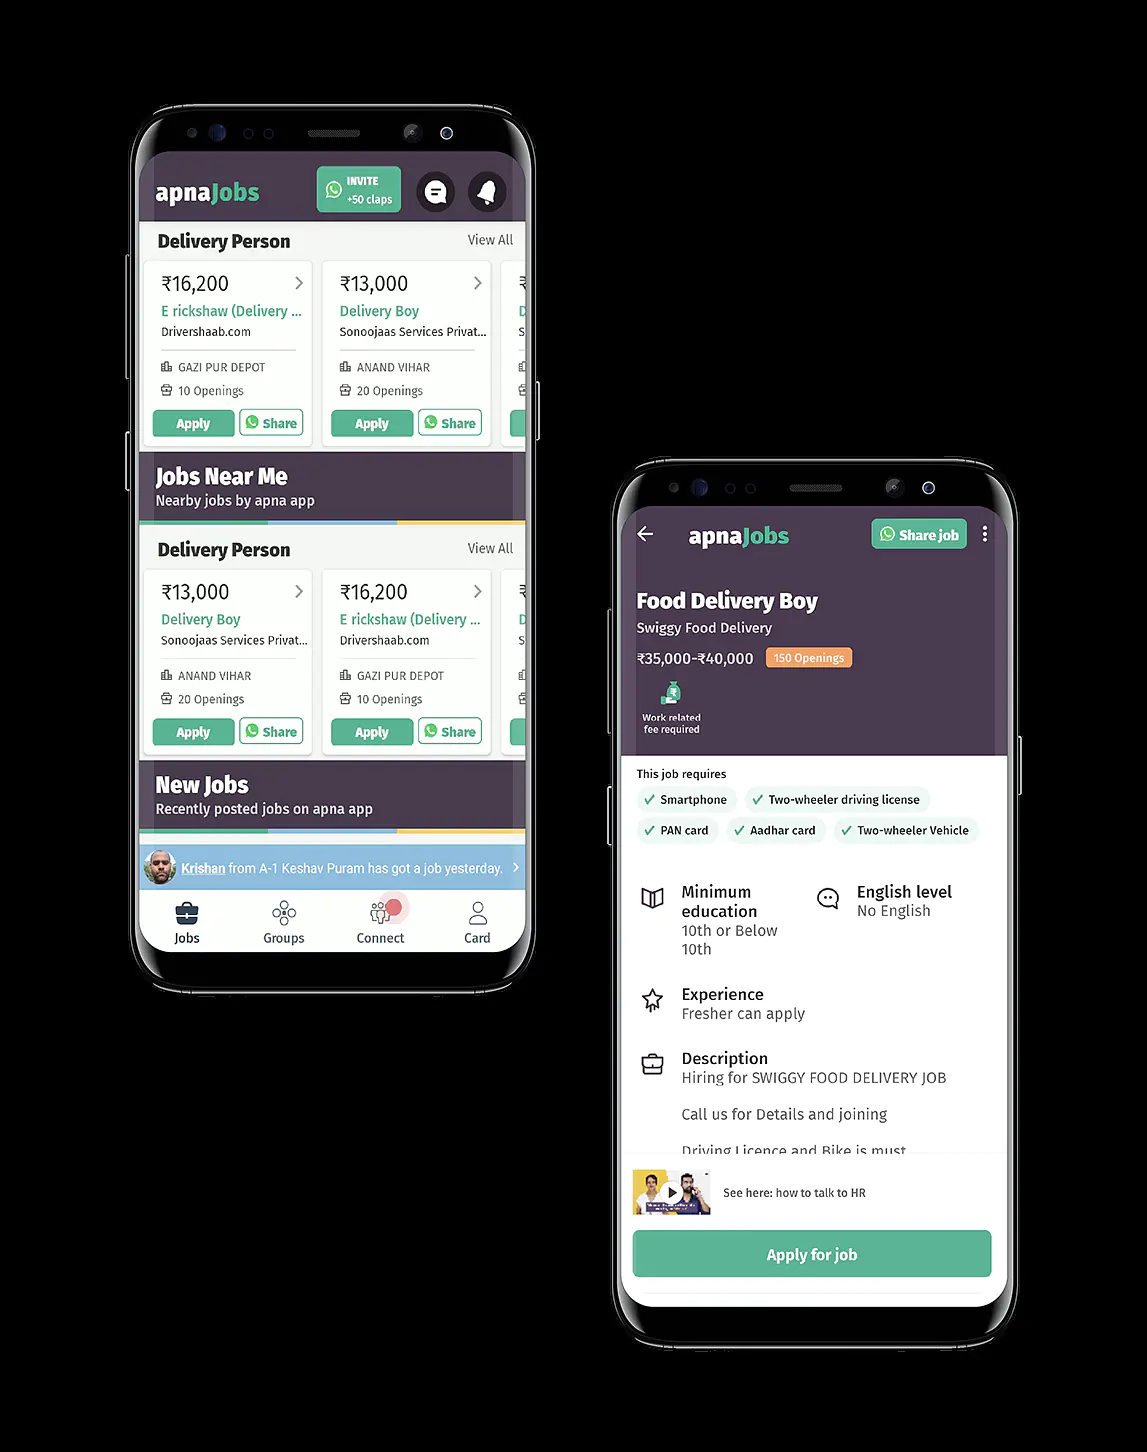 apnaJobs
INVITE
+50 claps
Delivery Person
View All
₹16,200
E rickshaw (Delivery ...
Drivershaab.com
GAZI PUR DEPOT
10 Openings
Apply
Share
₹13,000
Delivery Boy
Sonoojaas Services Privat...
ANAND VIHAR
20 Openings
Apply
Share
Jobs Near Me
Nearby jobs by apna app
Delivery Person
View All
₹13,000
Delivery Boy
Sonoojaas Services Privat...
ANAND VIHAR
20 Openings
Apply
Share
₹16,200
E rickshaw (Delivery ...
Drivershaab.com
GAZI PUR DEPOT
10 Openings
Apply
Share
New Jobs
Recently posted jobs on apna app
Krishan from A-1 Keshav Puram has got a job yesterday.
Jobs
Groups
Connect
Card
apnaJobs
Share job
Food Delivery Boy
Swiggy Food Delivery
₹35,000-₹40,000
150 Openings
Work related
fee required
This job requires
Smartphone
Two-wheeler driving license
PAN card
Aadhar card
Two-wheeler Vehicle
Minimum
education
10th or Below
10th
English level
No English
Experience
Fresher can apply
Description
Hiring for SWIGGY FOOD DELIVERY JOB
Call us for Details and joining
Driving Licence and Bike is must
See here: how to talk to HR
Apply for job